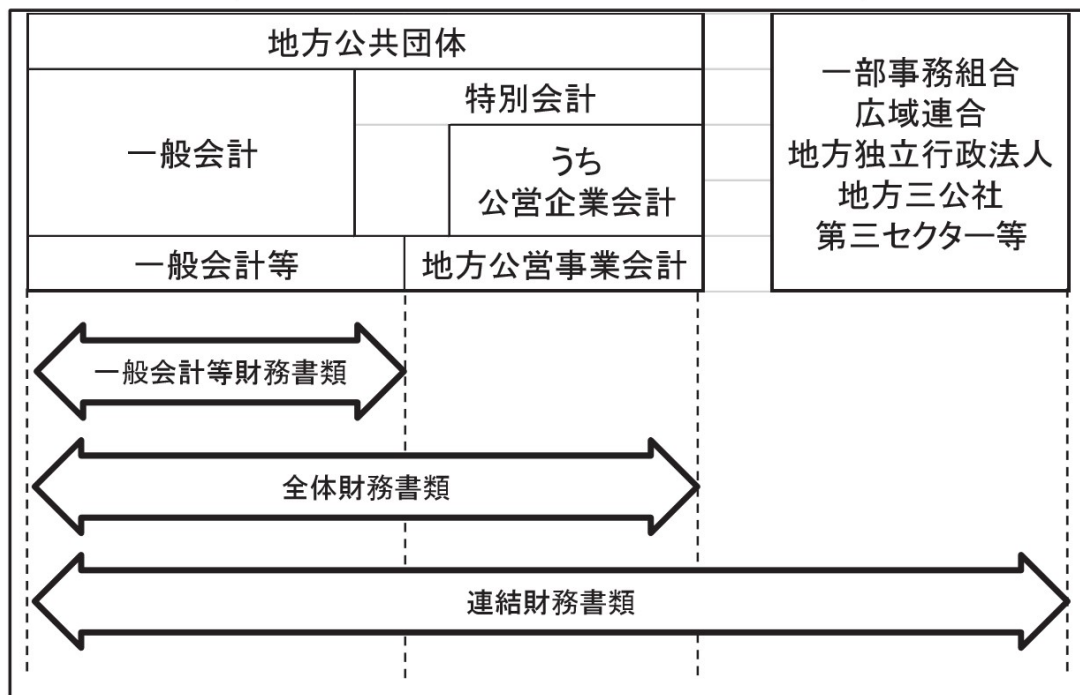 地方公共団体
一般会計
特別会計
うち
公営企業会計
一般会計等
地方公営事業会計
一部事務組合
広域連合
地方独立行政法人
地方三公社
第三セクター等
一般会計等財務書類
全体財務書類
連結財務書類